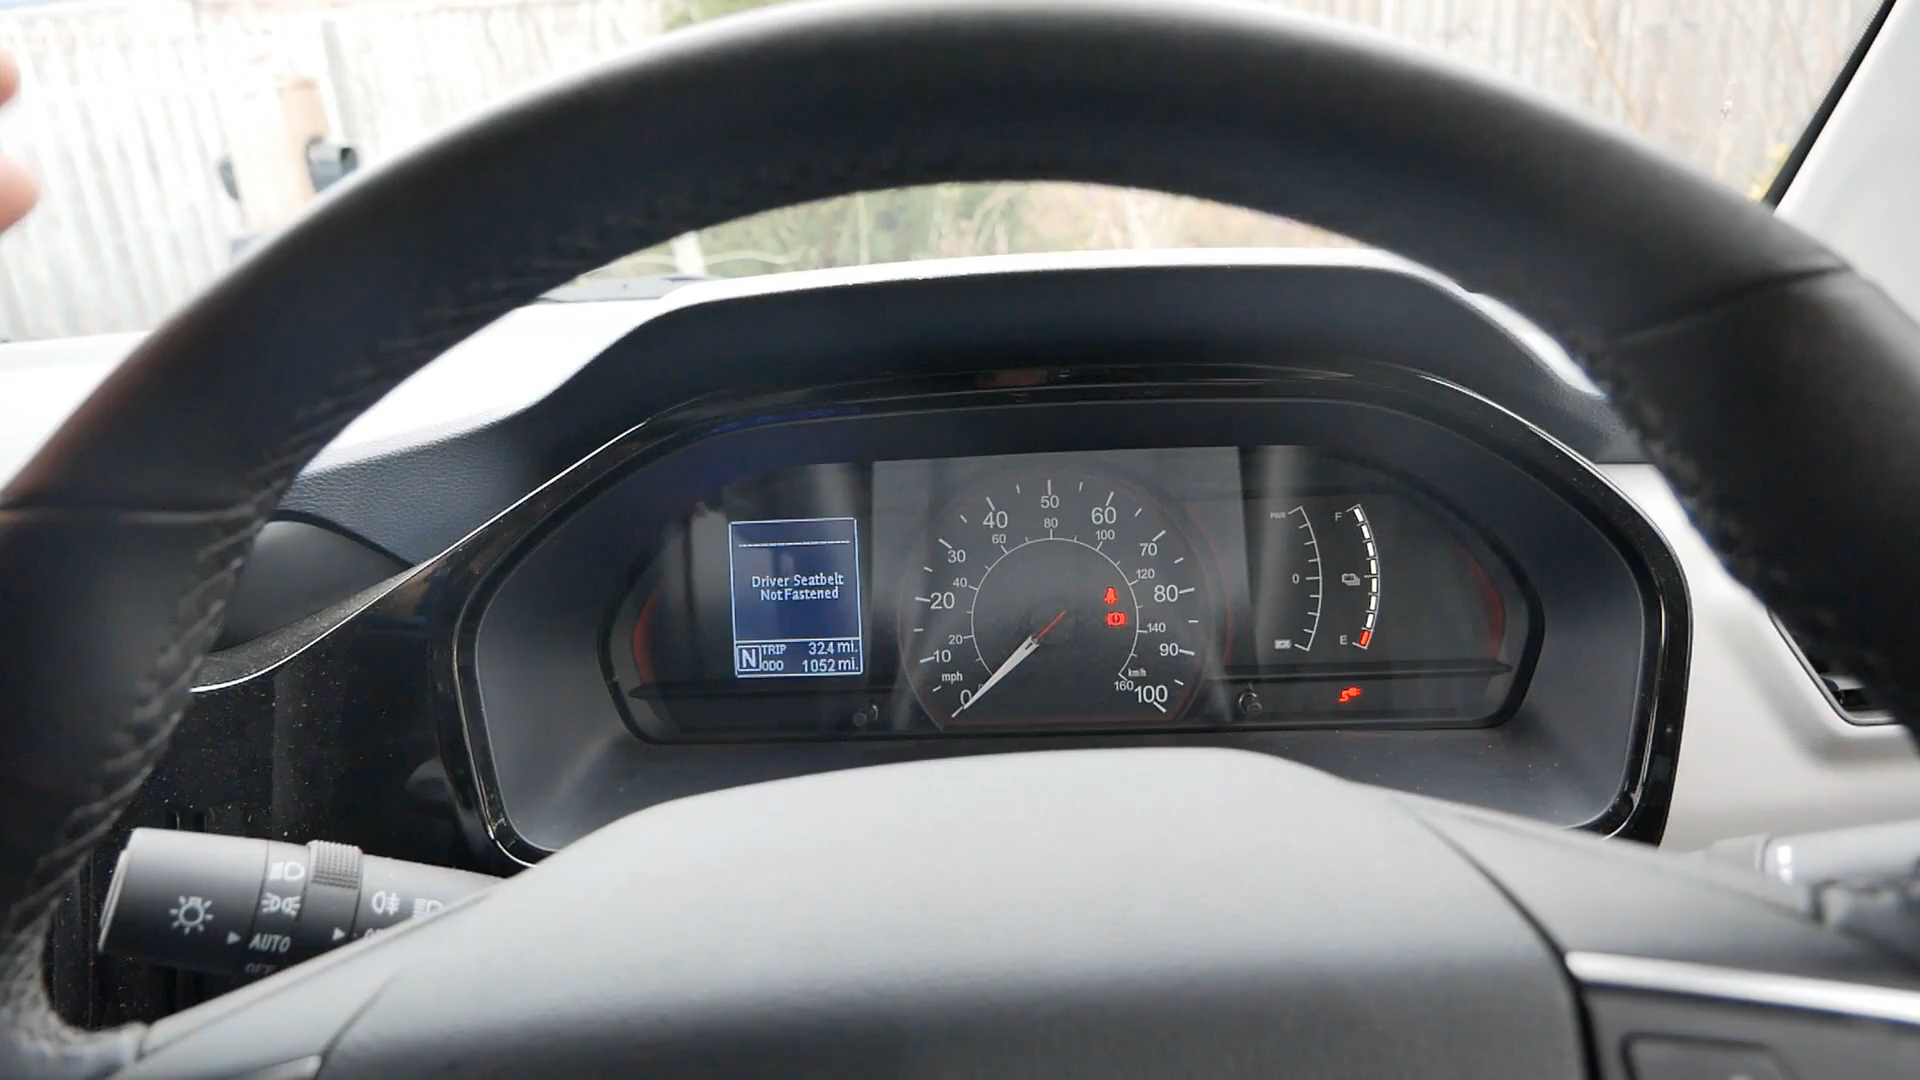 Driver Seatbelt
Not Fastened
N TRIP 32.4 mi.
ODO 1052 mi.
0
10
20
30
40
50
60
70
80
90
100
mph
20
40
60
80
100
120
140
160
km/h
PWR
0
F
E
AUTO
OFF